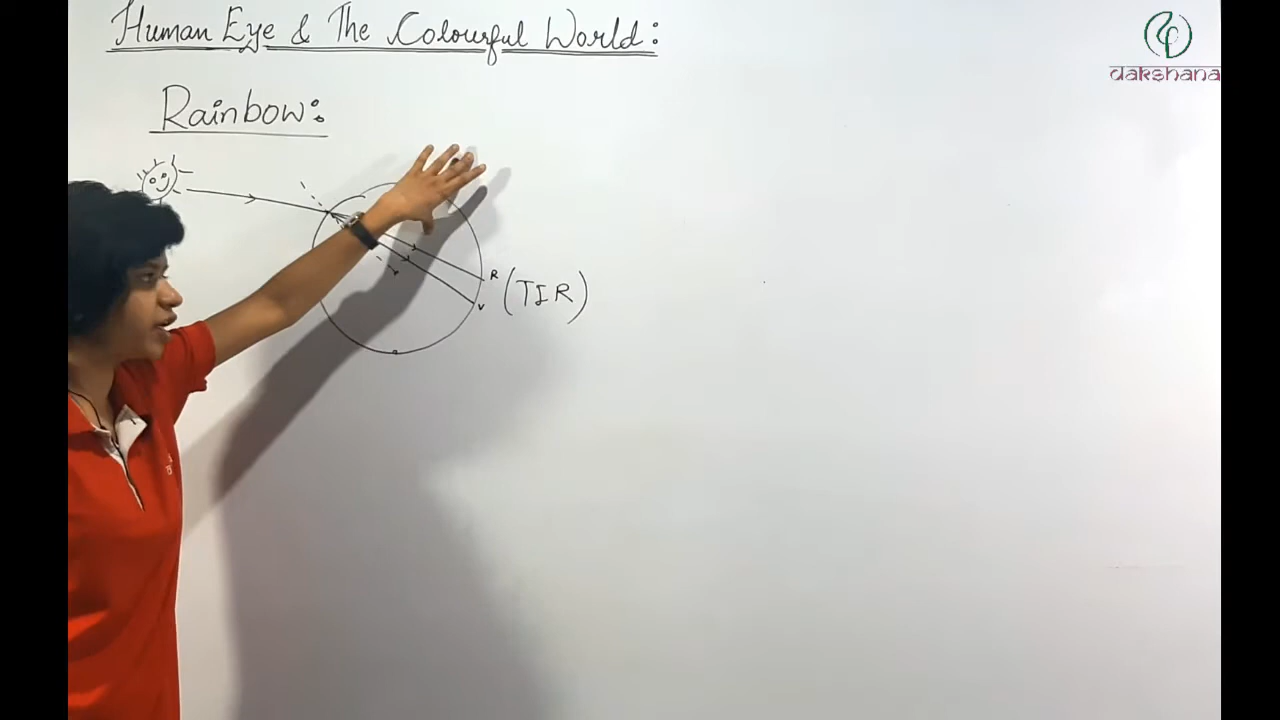 Human Eye & The Colourful World:
dakshana
Rainbow:
R
(TIR)
V